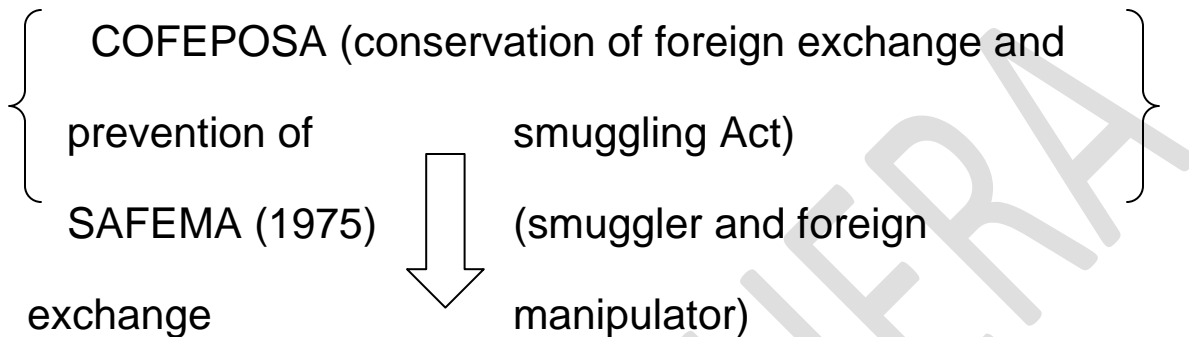 COFEPOSA (conservation of foreign exchange and
prevention of smuggling Act)
SAFEMA (1975) (smuggler and foreign
exchange manipulator)